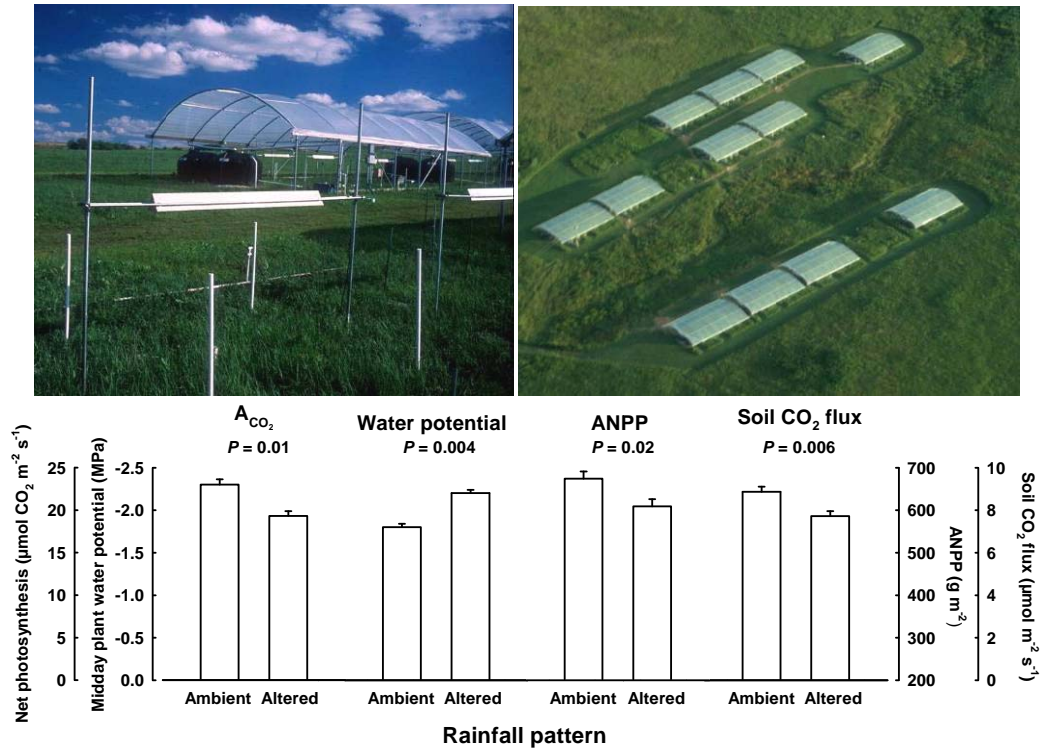 A_CO₂
P = 0.01
Water potential
P = 0.004
ANPP
P = 0.02
Soil CO₂ flux
P = 0.006
Net photosynthesis (µmol CO₂ m⁻² s⁻¹)
25
20
15
10
5
0
Midday plant water potential (MPa)
-2.5
-2.0
-1.5
-1.0
-0.5
0.0
700
600
500
400
300
200
ANPP (g m⁻²)
10
8
6
4
2
0
Soil CO₂ flux (µmol m⁻² s⁻¹)
Ambient Altered Ambient Altered Ambient Altered Ambient Altered
Rainfall pattern